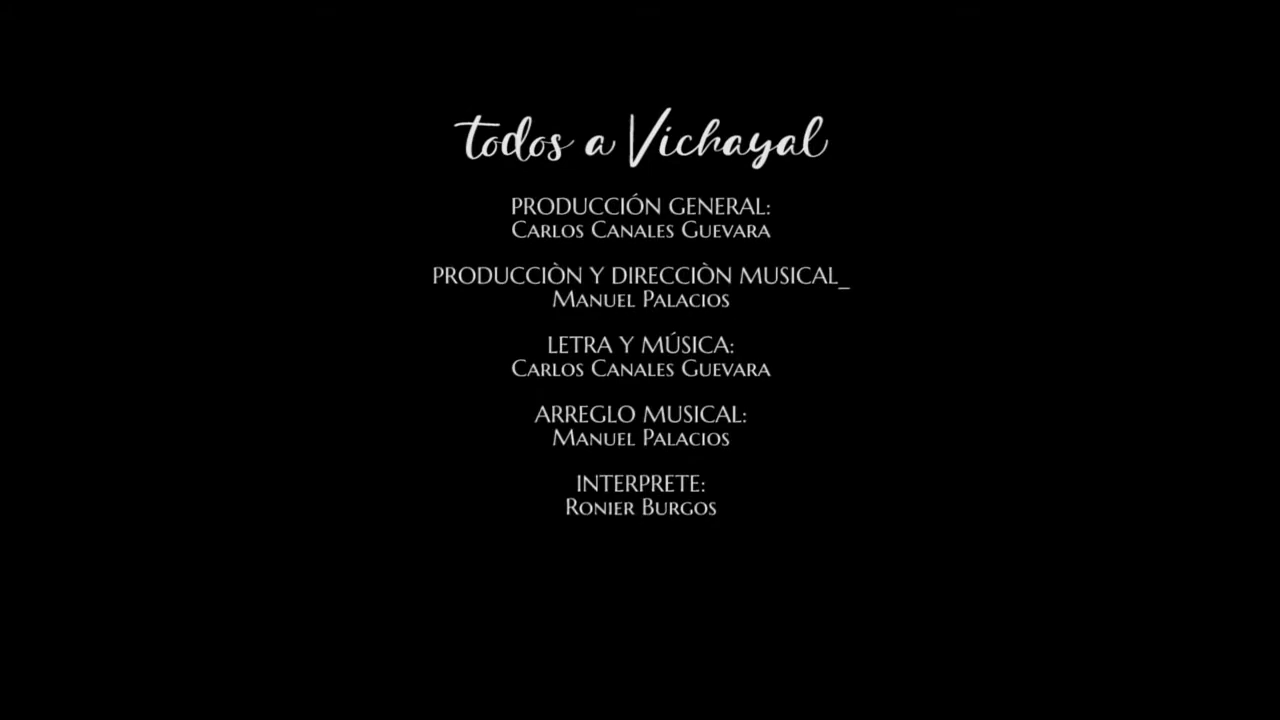 todos a Vichayal
PRODUCCIÓN GENERAL:
Carlos Canales Guevara
PRODUCCIÒN Y DIRECCIÒN MUSICAL_
Manuel Palacios
LETRA Y MÚSICA:
Carlos Canales Guevara
ARREGLO MUSICAL:
Manuel Palacios
INTERPRETE:
Ronier Burgos